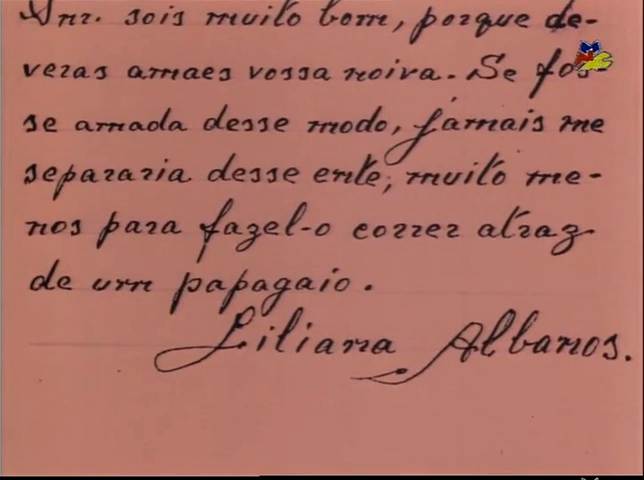 Snr. sois muito bom, porque de-
veras amaes vossa noiva. Se fos-
se amada desse modo, jámais me
separaria desse ente; muito me-
nos para fazel-o correr atraz
de um papagaio.
Liliana Albanos.